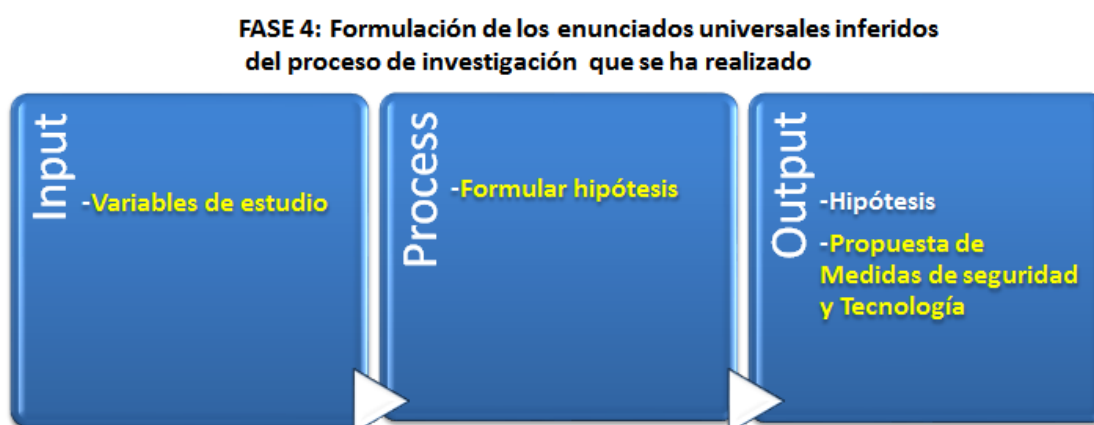 FASE 4: Formulación de los enunciados universales inferidos
del proceso de investigación que se ha realizado
Input
-Variables de estudio
Process
-Formular hipótesis
Output
-Hipótesis
-Propuesta de
Medidas de seguridad
y Tecnología